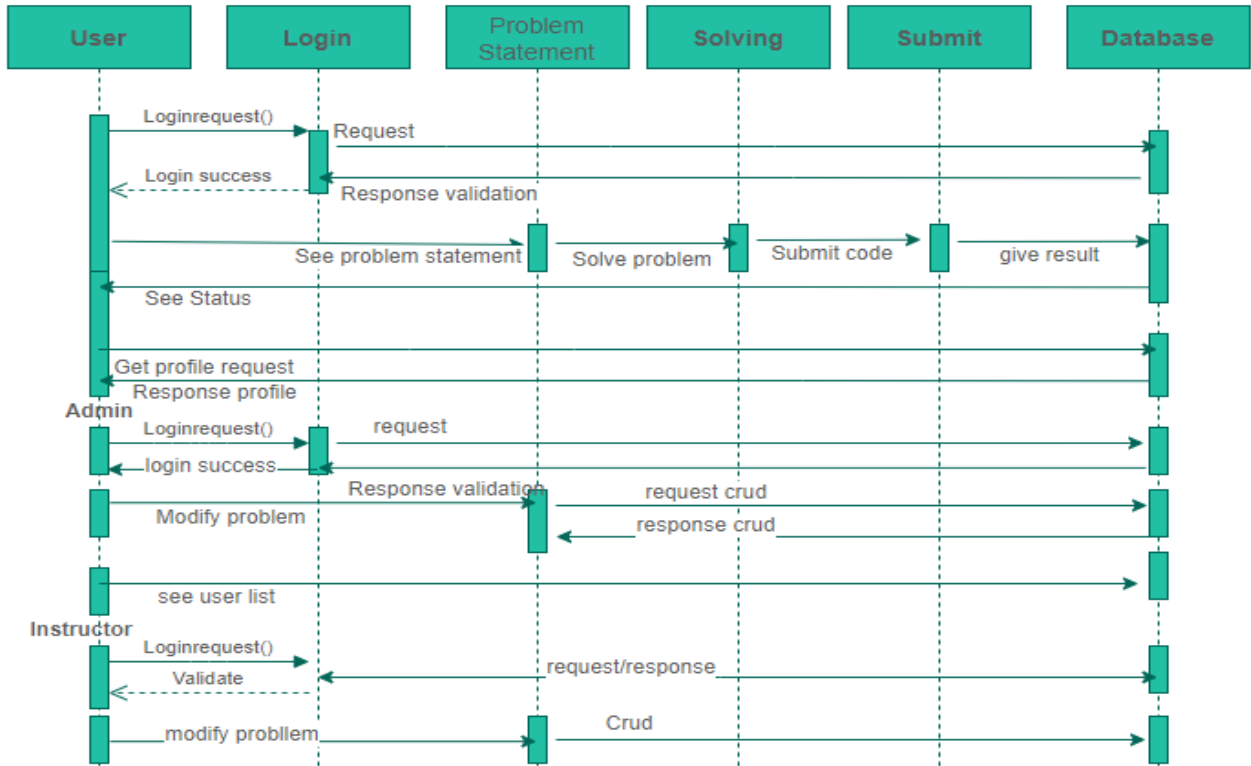 User
Login
Problem
Statement
Solving
Submit
Database
Loginrequest()
Request
Login success
Response validation
See problem statement
Solve problem
Submit code
give result
See Status
Get profile request
Response profile
Admin
Loginrequest()
request
login success
Response validation
request crud
Modify problem
response crud
see user list
Instructor
Loginrequest()
request/response
Validate
modify probllem
Crud